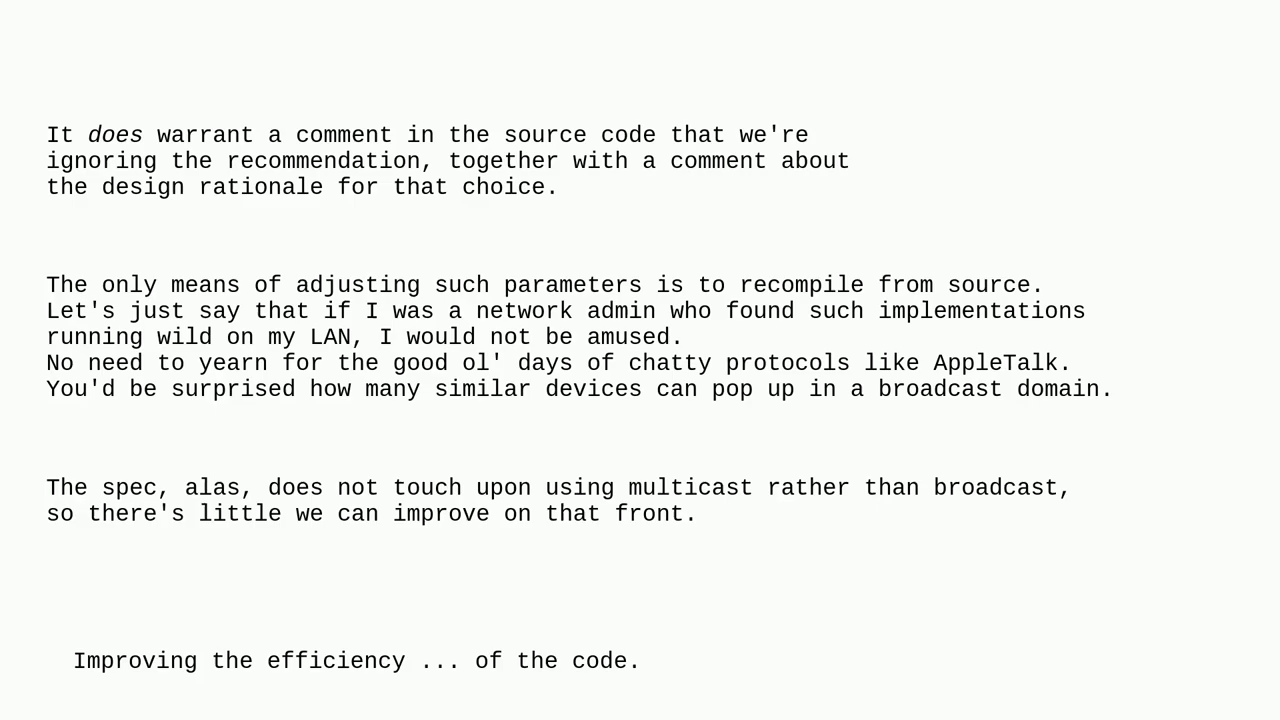 It does warrant a comment in the source code that we're
ignoring the recommendation, together with a comment about
the design rationale for that choice.
The only means of adjusting such parameters is to recompile from source.
Let's just say that if I was a network admin who found such implementations
running wild on my LAN, I would not be amused.
No need to yearn for the good ol' days of chatty protocols like AppleTalk.
You'd be surprised how many similar devices can pop up in a broadcast domain.
The spec, alas, does not touch upon using multicast rather than broadcast,
so there's little we can improve on that front.
Improving the efficiency ... of the code.